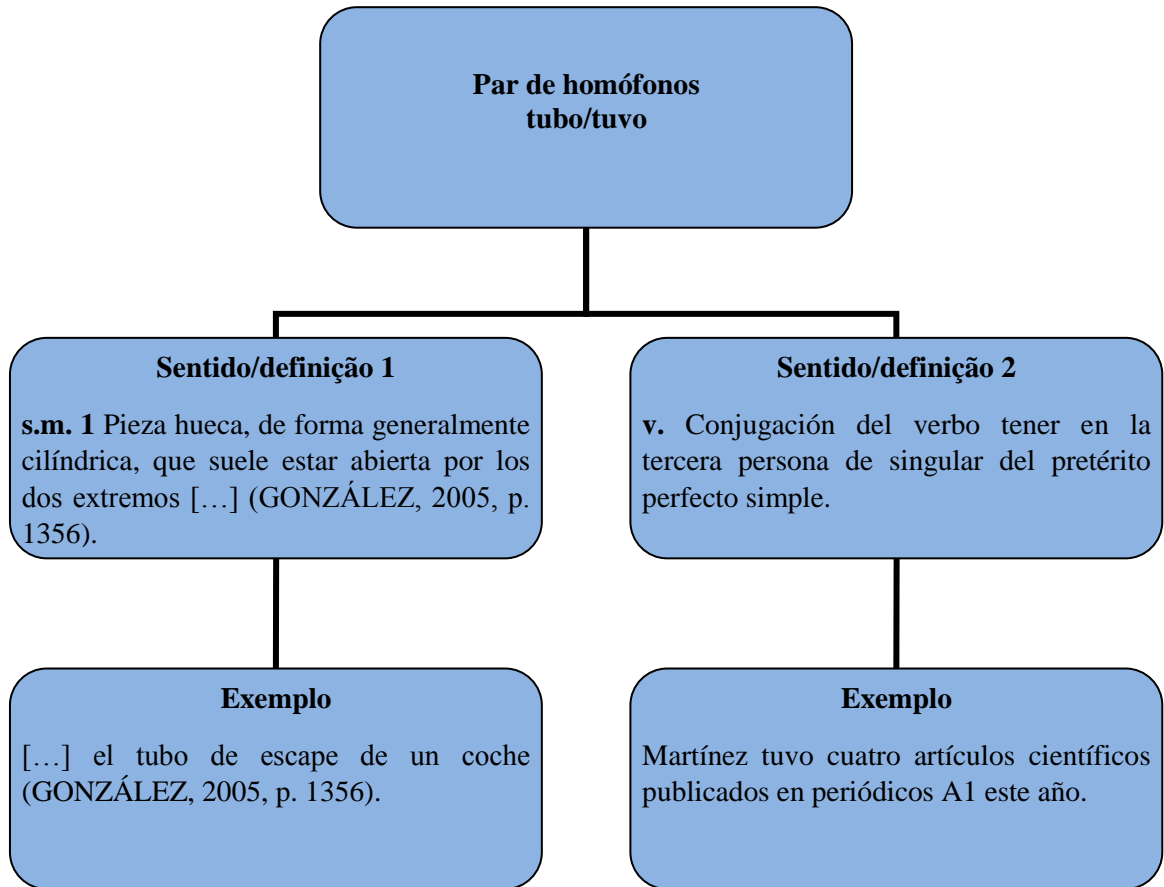 Par de homófonos
tubo/tuvo
Sentido/definição 1
s.m. 1 Pieza hueca, de forma generalmente
cilíndrica, que suele estar abierta por los
dos extremos […] (GONZÁLEZ, 2005, p.
1356).
Sentido/definição 2
v. Conjugación del verbo tener en la
tercera persona de singular del pretérito
perfecto simple.
Exemplo
[…] el tubo de escape de un coche
(GONZÁLEZ, 2005, p. 1356).
Exemplo
Martínez tuvo cuatro artículos científicos
publicados en periódicos A1 este año.